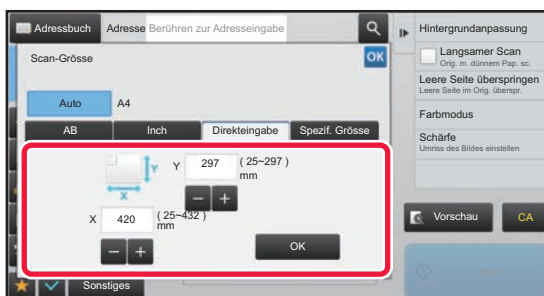 Adressbuch Adresse Berühren zur Adresseingabe
Scan-Grösse OK
Auto A4
AB Inch Direkteingabe Spezif. Grösse
Y 297 (25~297)
mm
X 420 (25~432)
mm
OK
Sonstiges
Hintergrundanpassung
Langsamer Scan
Orig. m. dünnem Pap. sc.
Leere Seite überspringen
Leere Seite im Orig. überspr.
Farbmodus
Schärfe
Umriss des Bildes einstellen
Vorschau CA
Start